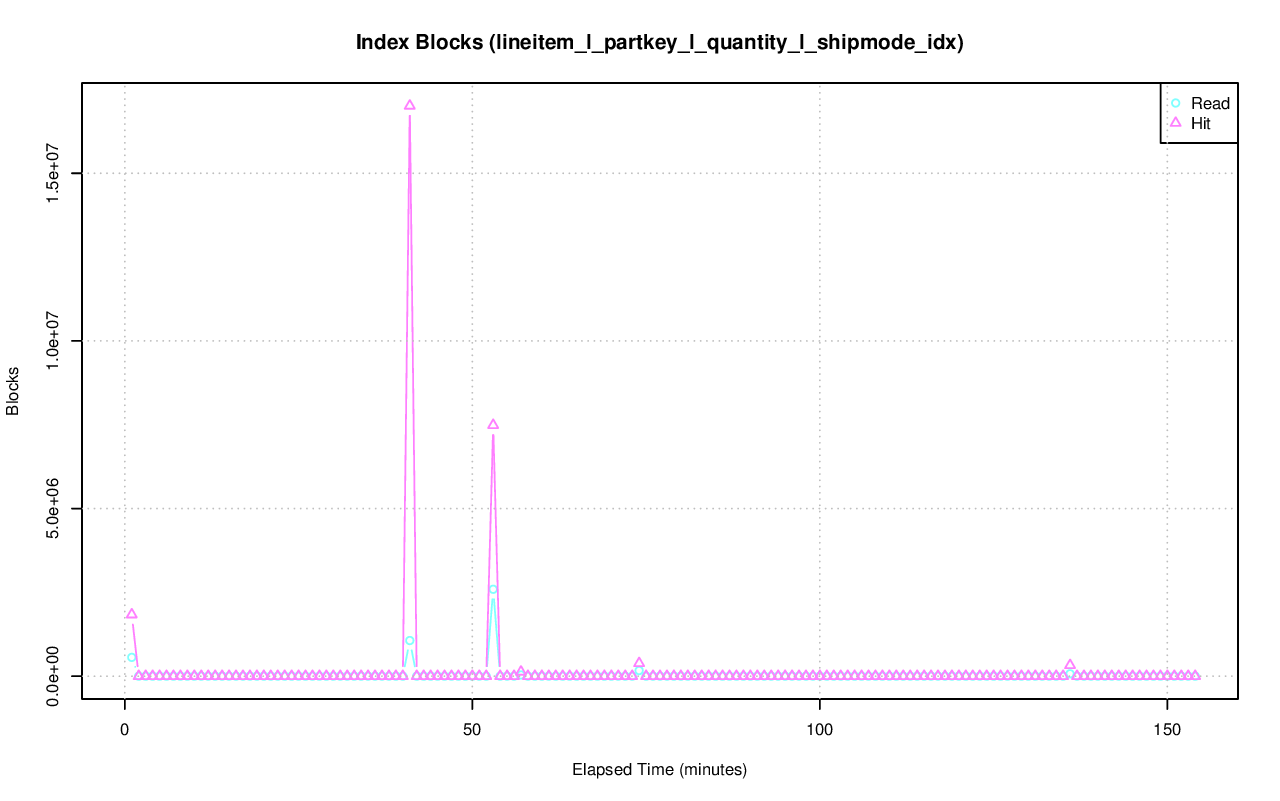 Index Blocks (lineitem_l_partkey_l_quantity_l_shipmode_idx)
Read
Hit
Blocks
1.5e+07
1.0e+07
5.0e+06
0.0e+00
0
50
100
150
Elapsed Time (minutes)